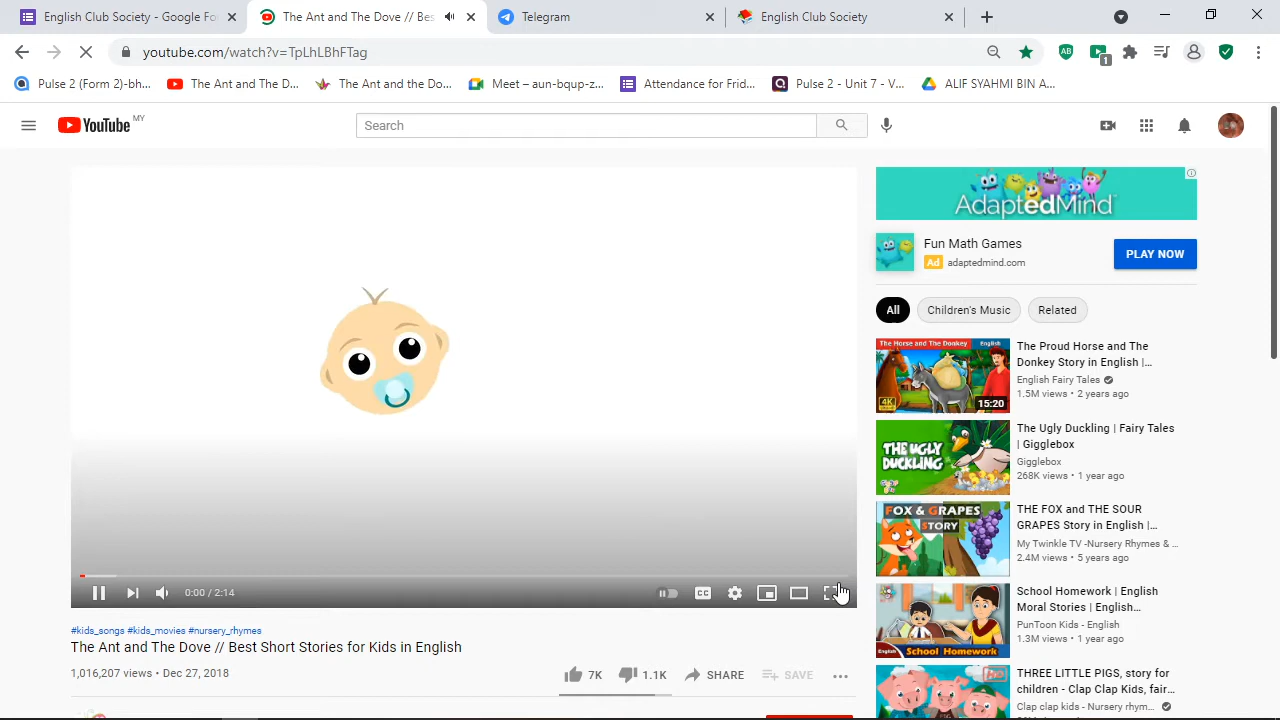 English Club Society - Google Fo
The Ant and The Dove // Bes
Telegram
English Club Society
youtube.com/watch?v=TpLhLBhFTag
1
Pulse 2 (Form 2)-bh...
The Ant and The D...
The Ant and the Do...
Meet – aun-bqup-z...
Attendance for Frid...
Pulse 2 - Unit 7 - V...
ALIF SYAHMI BIN A...
YouTube MY
Search
AdaptedMind
Fun Math Games
Ad adaptedmind.com
PLAY NOW
All
Children's Music
Related
The Horse and The Donkey English
4K
15:20
The Proud Horse and The
Donkey Story in English |...
English Fairy Tales
1.5M views • 2 years ago
THE UGLY
DUCKLING
The Ugly Duckling | Fairy Tales
| Gigglebox
Gigglebox
268K views • 1 year ago
FOX & GRAPES
STORY
THE FOX and THE SOUR
GRAPES Story in English |...
My Twinkle TV -Nursery Rhymes & ...
2.4M views • 5 years ago
English School Homework
School Homework | English
Moral Stories | English...
PunToon Kids - English
1.3M views • 1 year ago
THREE LITTLE PIGS, story for
children - Clap Clap Kids, fair...
Clap clap kids - Nursery rhym...
0:00 / 2:14
CC
#kids_songs #kids_movies #nursery_rhymes
The Ant and The Dove // Best Short Stories for Kids in English
1,016,207 views • Dec 27, 2018
7K
1.1K
SHARE
SAVE